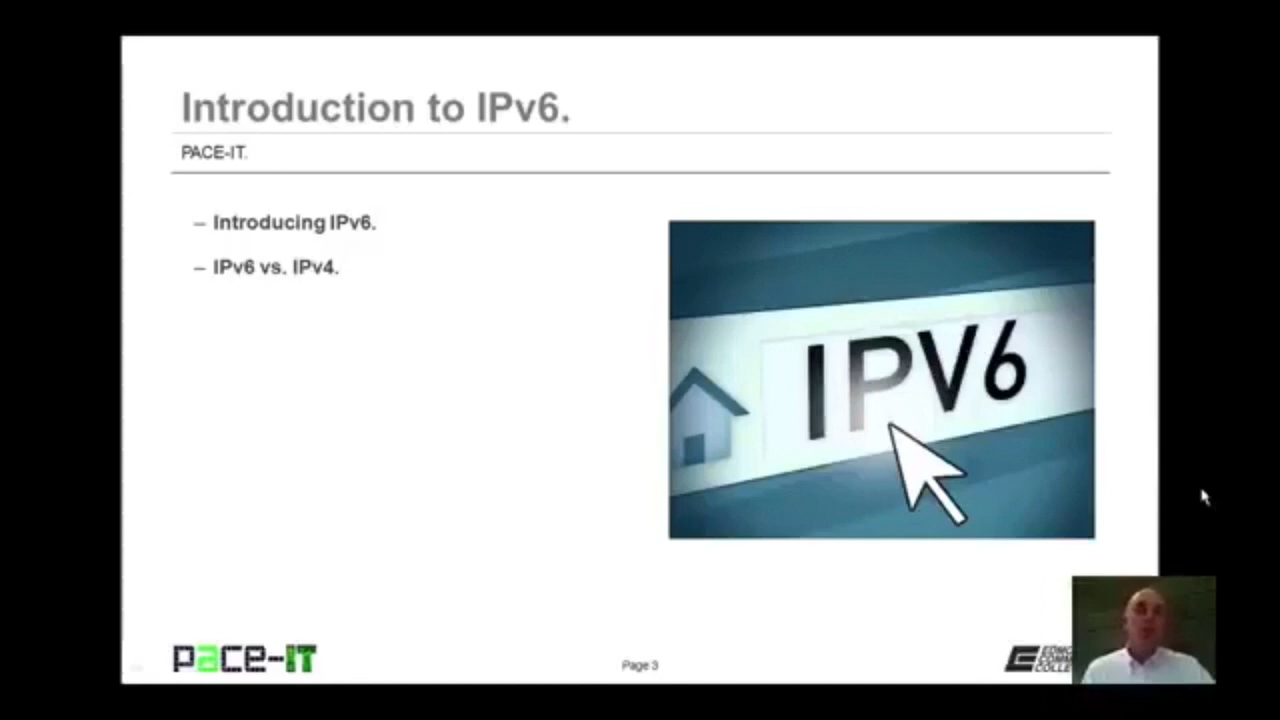 Introduction to IPv6.
PACE-IT.
– Introducing IPv6.
– IPv6 vs. IPv4.
IPV6
pace-IT
Page 3